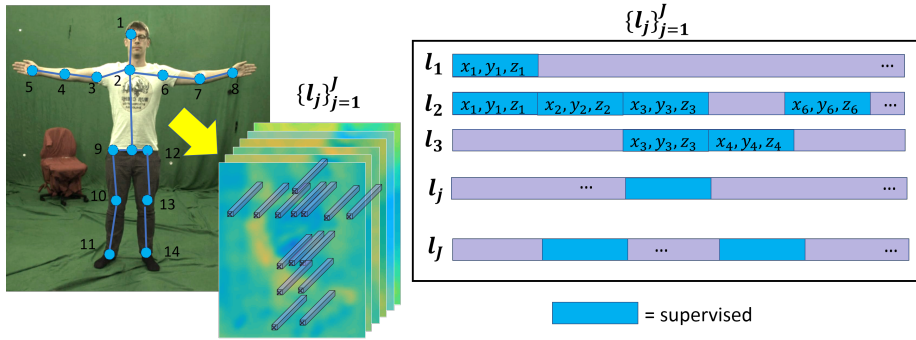 1
2
5 4 3 6 7 8
9 12
10 13
11 14
{l_j}_{j=1}^J
{l_j}_{j=1}^J
l_1 x_1, y_1, z_1 ...
l_2 x_1, y_1, z_1 x_2, y_2, z_2 x_3, y_3, z_3 x_6, y_6, z_6 ...
l_3 x_3, y_3, z_3 x_4, y_4, z_4
l_j ... ...
l_J ... ...
= supervised